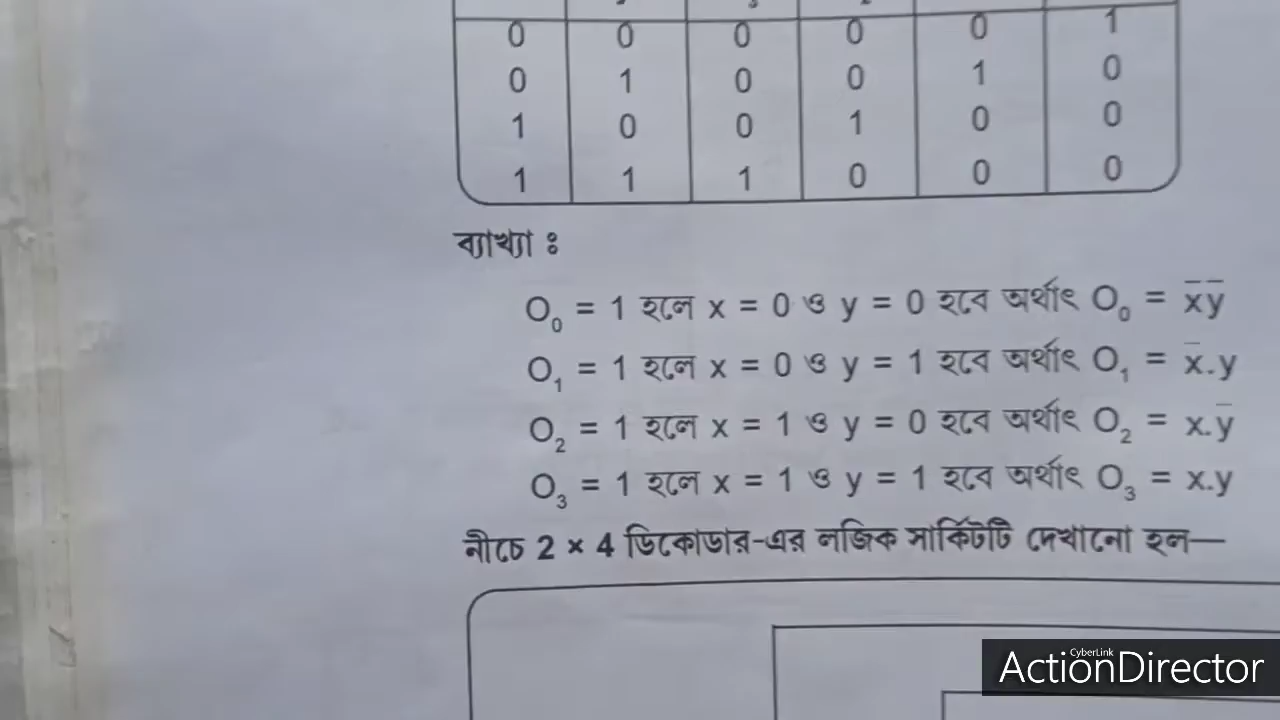 0 0 0 0 0 1
0 1 0 0 1 0
1 0 0 1 0 0
1 1 1 0 0 0
ব্যাখ্যা ঃ
O₀ = 1 হলে x = 0 ও y = 0 হবে অর্থাৎ O₀ = x̅y̅
O₁ = 1 হলে x = 0 ও y = 1 হবে অর্থাৎ O₁ = x̅.y
O₂ = 1 হলে x = 1 ও y = 0 হবে অর্থাৎ O₂ = x.y̅
O₃ = 1 হলে x = 1 ও y = 1 হবে অর্থাৎ O₃ = x.y
নীচে 2 × 4 ডিকোডার-এর লজিক সার্কিটটি দেখানো হল—
CyberLink
ActionDirector